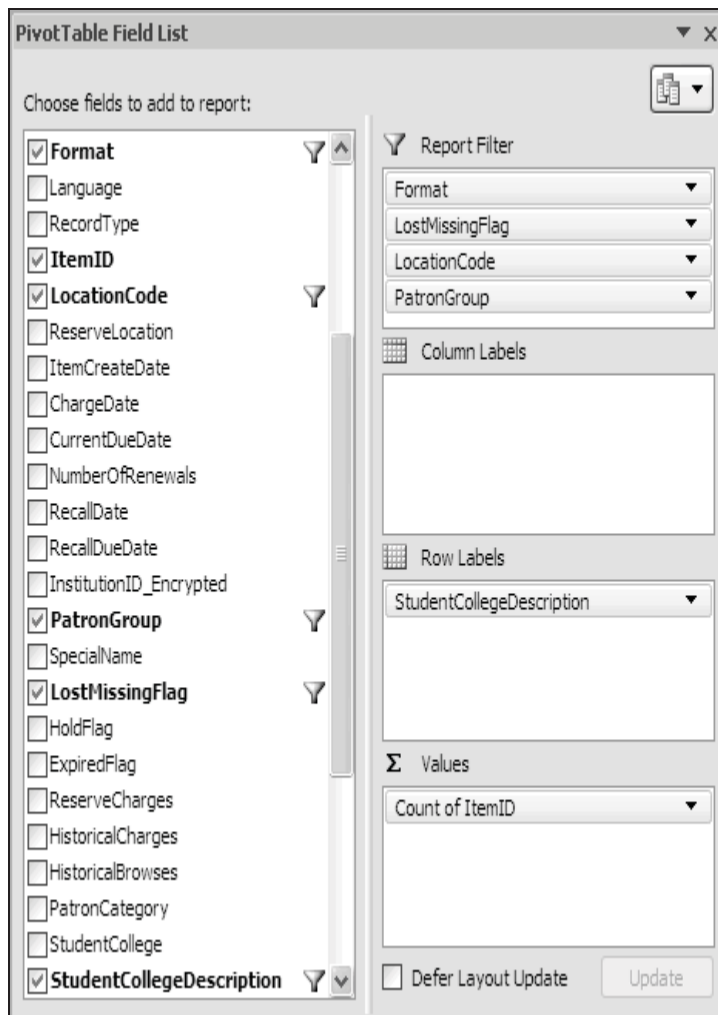 PivotTable Field List
Choose fields to add to report:
Format
Language
RecordType
ItemID
LocationCode
ReserveLocation
ItemCreateDate
ChargeDate
CurrentDueDate
NumberOfRenewals
RecallDate
RecallDueDate
InstitutionID_Encrypted
PatronGroup
SpecialName
LostMissingFlag
HoldFlag
ExpiredFlag
ReserveCharges
HistoricalCharges
HistoricalBrowses
PatronCategory
StudentCollege
StudentCollegeDescription
Report Filter
Format
LostMissingFlag
LocationCode
PatronGroup
Column Labels
Row Labels
StudentCollegeDescription
Σ Values
Count of ItemID
Defer Layout Update
Update